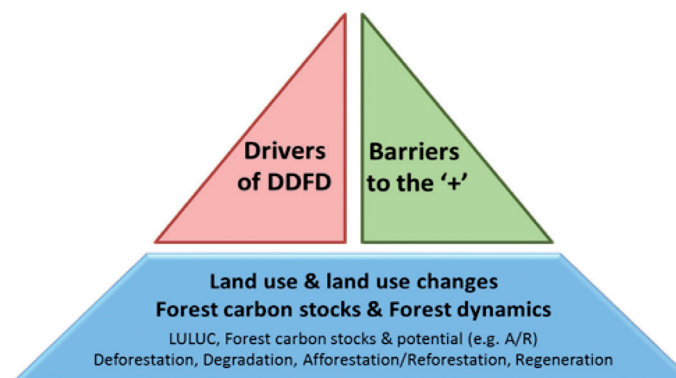 Drivers
of DDFD
Barriers
to the ‘+’
Land use & land use changes
Forest carbon stocks & Forest dynamics
LULUC, Forest carbon stocks & potential (e.g. A/R)
Deforestation, Degradation, Afforestation/Reforestation, Regeneration